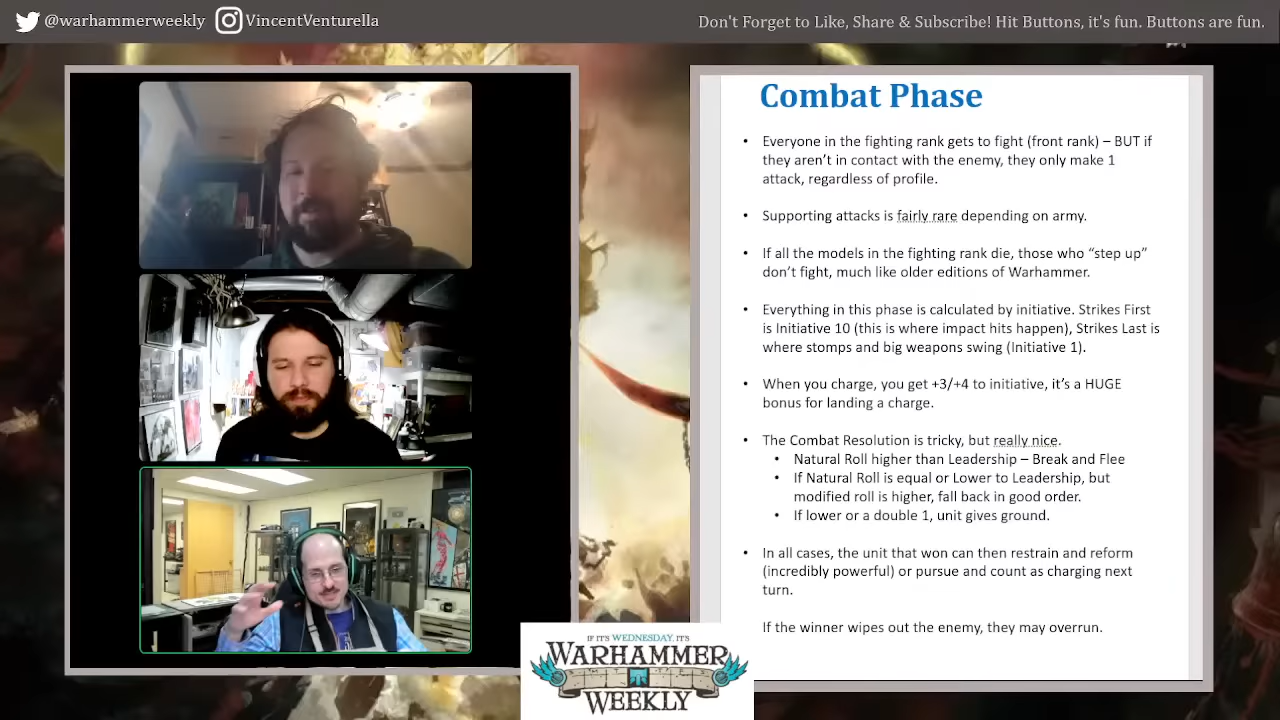 @warhammerweekly VincentVenturella
Don't Forget to Like, Share & Subscribe! Hit Buttons, it's fun. Buttons are fun.
Combat Phase
• Everyone in the fighting rank gets to fight (front rank) – BUT if
they aren't in contact with the enemy, they only make 1
attack, regardless of profile.
• Supporting attacks is fairly rare depending on army.
• If all the models in the fighting rank die, those who “step up”
don't fight, much like older editions of Warhammer.
• Everything in this phase is calculated by initiative. Strikes First
is Initiative 10 (this is where impact hits happen), Strikes Last is
where stomps and big weapons swing (Initiative 1).
• When you charge, you get +3/+4 to initiative, it's a HUGE
bonus for landing a charge.
• The Combat Resolution is tricky, but really nice.
• Natural Roll higher than Leadership – Break and Flee
• If Natural Roll is equal or Lower to Leadership, but
modified roll is higher, fall back in good order.
• If lower or a double 1, unit gives ground.
• In all cases, the unit that won can then restrain and reform
(incredibly powerful) or pursue and count as charging next
turn.
If the winner wipes out the enemy, they may overrun.
IF IT'S WEDNESDAY, IT'S
WARHAMMER
WEEKLY